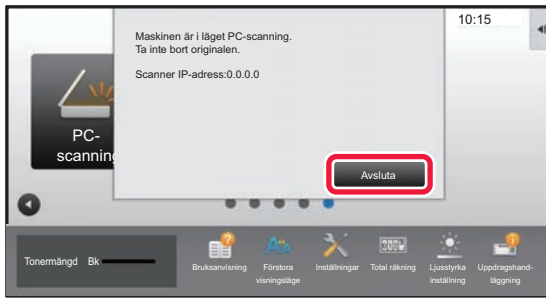 Maskinen är i läget PC-scanning.
Ta inte bort originalen.
Scanner IP-adress:0.0.0.0
10:15
PC-
scanning
Avsluta
Tonermängd Bk
Bruksanvisning
Förstora
visningsläge
Inställningar
Total räkning
Ljusstyrka
inställning
Uppdragshand-
läggning